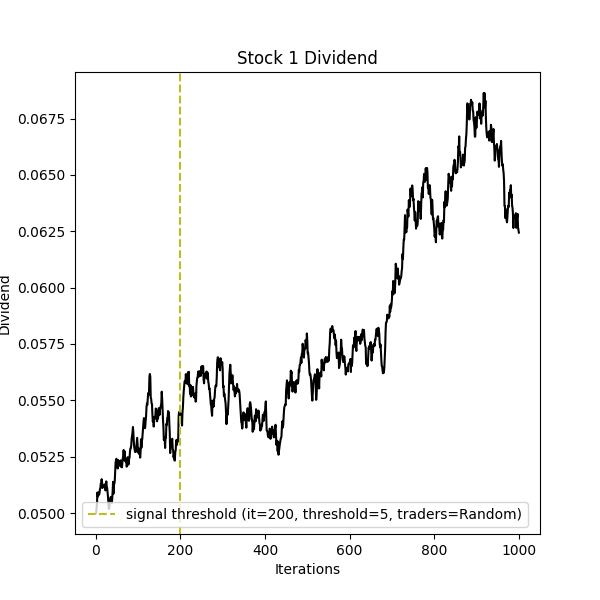 Stock 1 Dividend
Dividend
0.0675
0.0650
0.0625
0.0600
0.0575
0.0550
0.0525
0.0500
signal threshold (it=200, threshold=5, traders=Random)
0 200 400 600 800 1000
Iterations